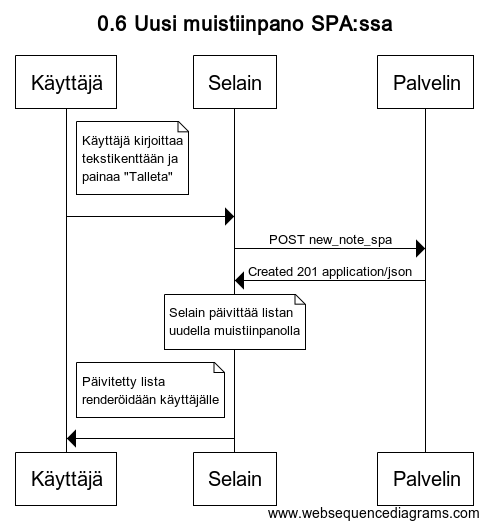 0.6 Uusi muistiinpano SPA:ssa
Käyttäjä
Selain
Palvelin
Käyttäjä kirjoittaa
tekstikenttään ja
painaa "Talleta"
POST new_note_spa
Created 201 application/json
Selain päivittää listan
uudella muistiinpanolla
Päivitetty lista
renderöidään käyttäjälle
Käyttäjä
Selain
Palvelin
www.websequencediagrams.com